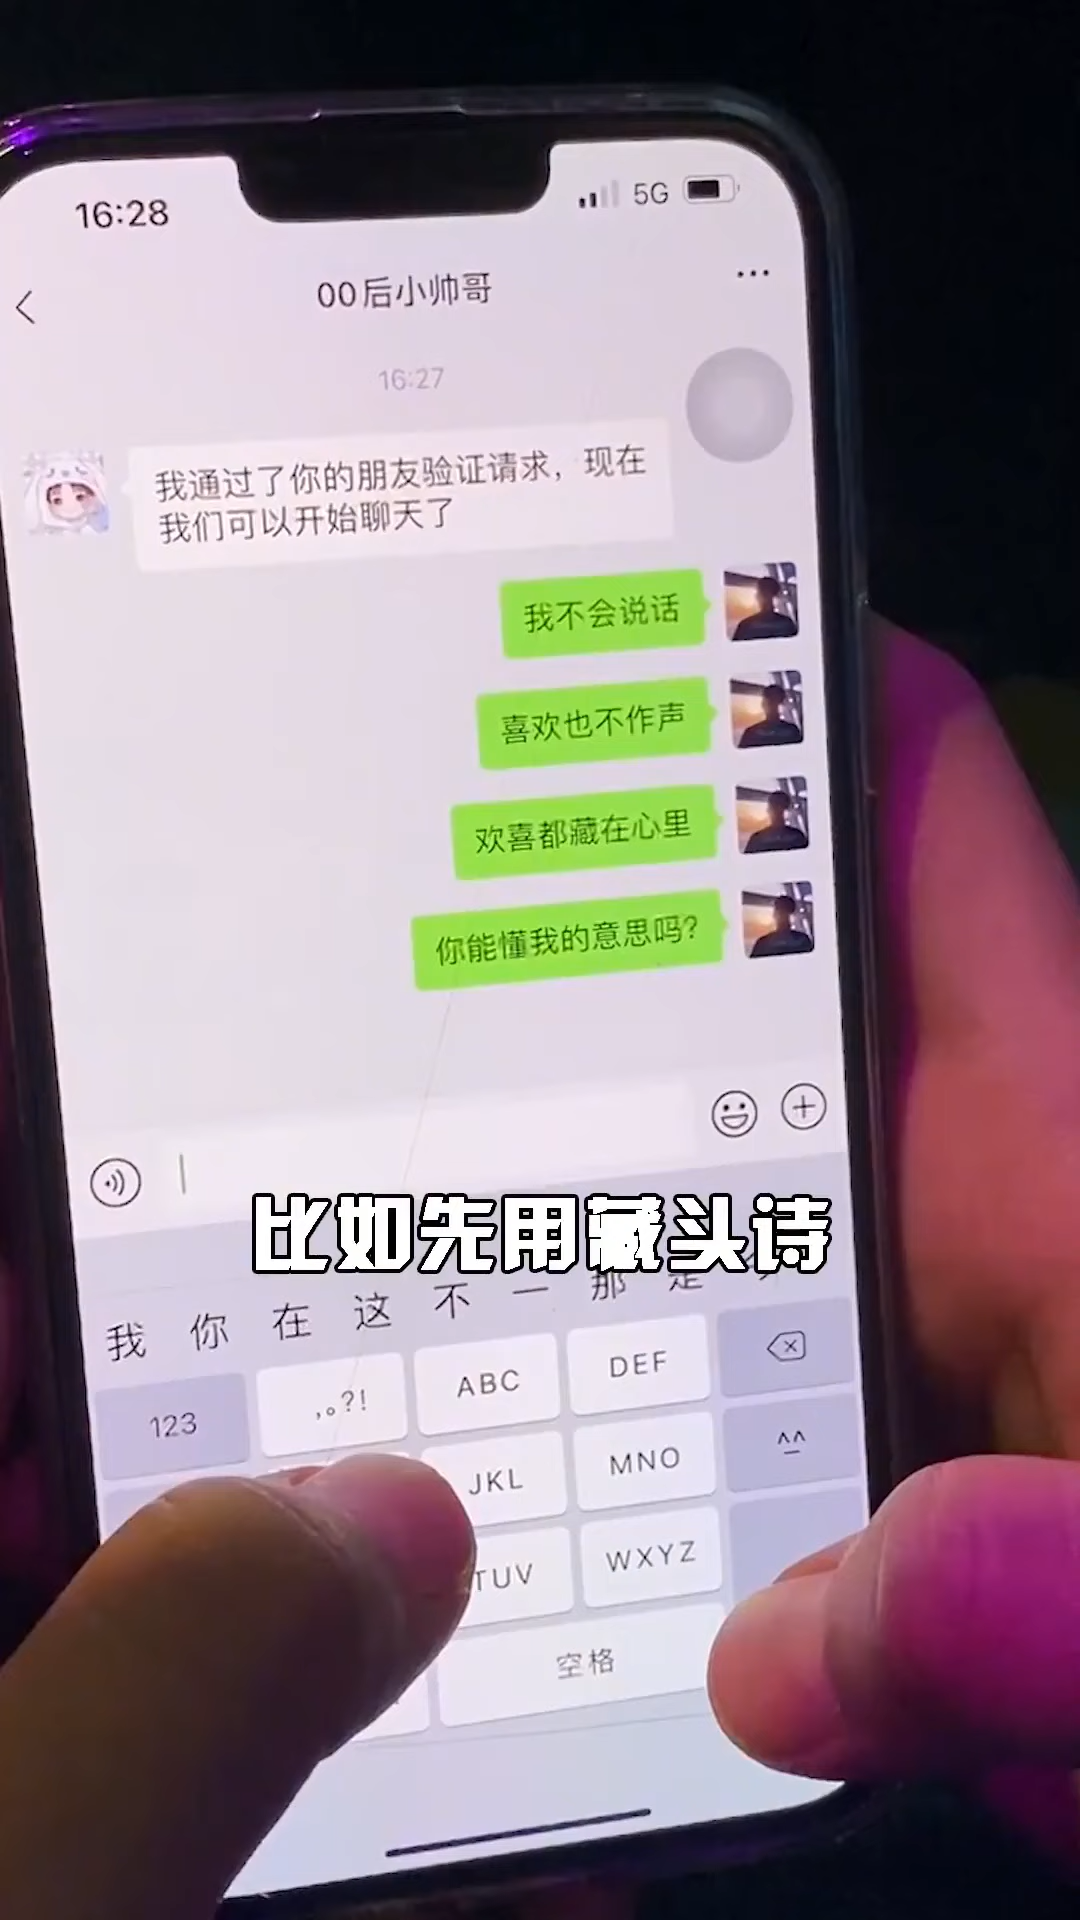 16:28
5G
00后小帅哥
16:27
我通过了你的朋友验证请求，现在
我们可以开始聊天了
我不会说话
喜欢也不作声
欢喜都藏在心里
你能懂我的意思吗？
比如先用藏头诗
我 你 在 这 不 一 那 是
123
,。?!
ABC
DEF
JKL
MNO
^^
TUV
WXYZ
空格